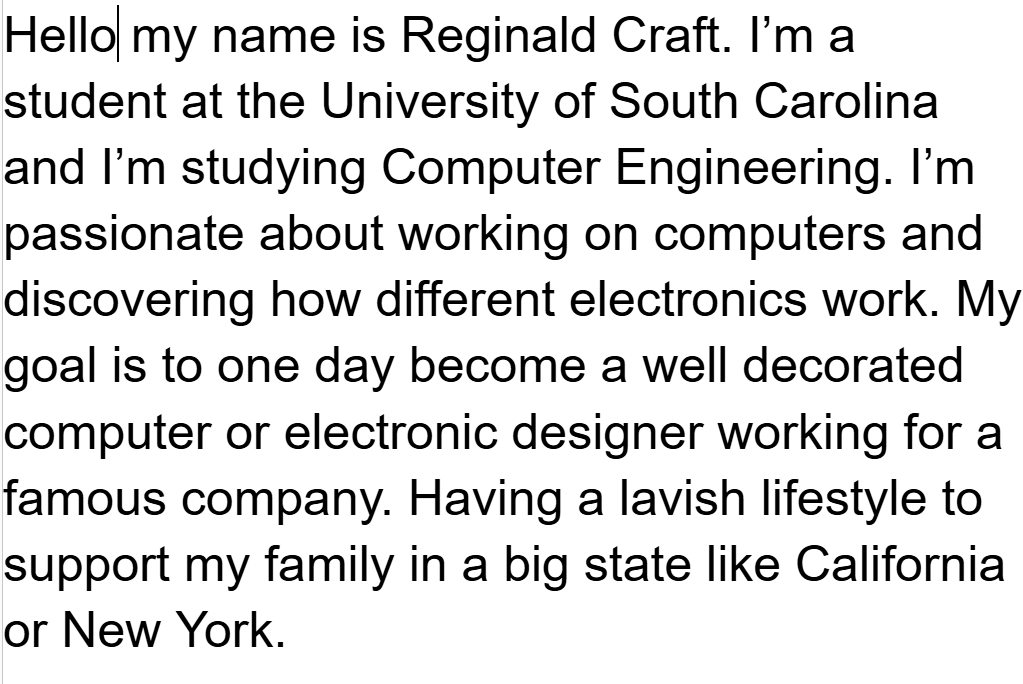 Hello my name is Reginald Craft. I’m a
student at the University of South Carolina
and I’m studying Computer Engineering. I’m
passionate about working on computers and
discovering how different electronics work. My
goal is to one day become a well decorated
computer or electronic designer working for a
famous company. Having a lavish lifestyle to
support my family in a big state like California
or New York.